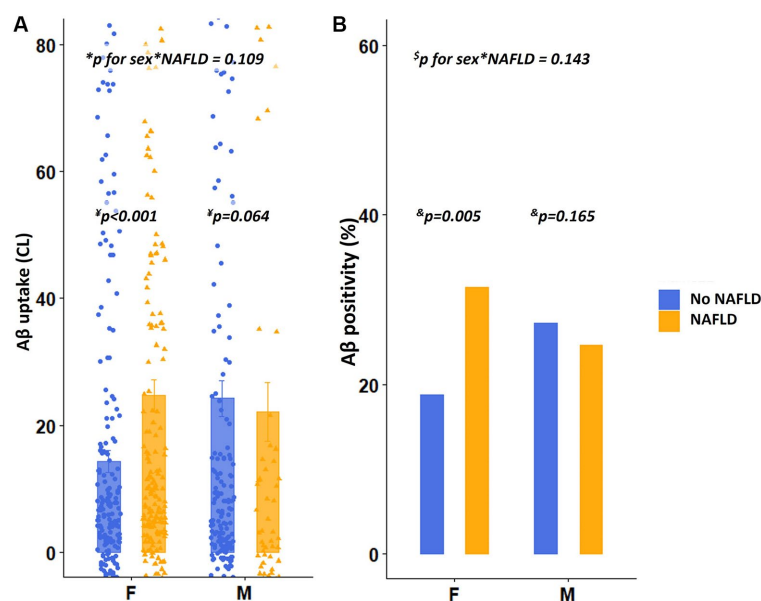 A
80
60
40
20
0
Aβ uptake (CL)
*p for sex*NAFLD = 0.109
¥p<0.001
¥p=0.064
F
M
B
60
40
20
0
Aβ positivity (%)
$p for sex*NAFLD = 0.143
&p=0.005
&p=0.165
F
M
No NAFLD
NAFLD